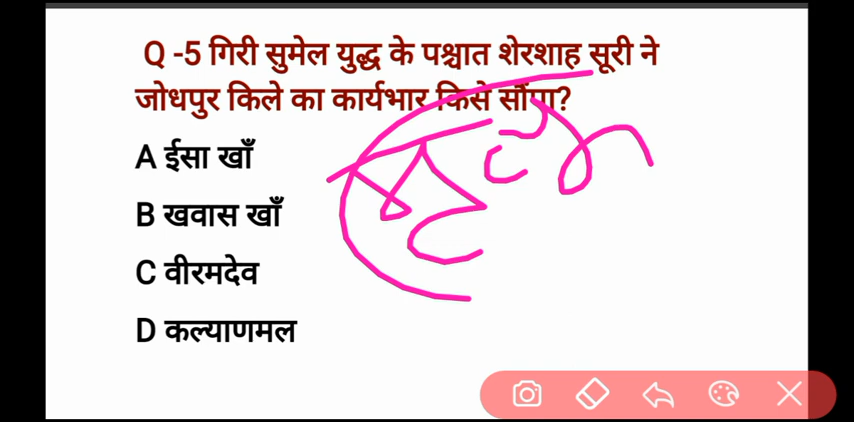 Q -5 गिरी सुमेल युद्ध के पश्चात शेरशाह सूरी ने
जोधपुर किले का कार्यभार किसे सौंपा?
A ईसा खाँ
B खवास खाँ
C वीरमदेव
D कल्याणमल